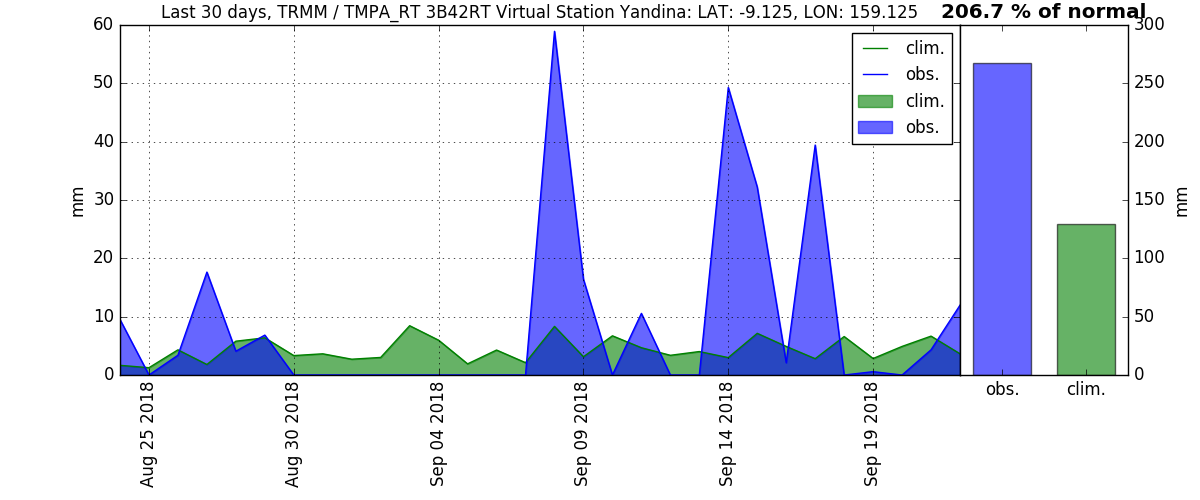 Last 30 days, TRMM / TMPA_RT 3B42RT Virtual Station Yandina: LAT: -9.125, LON: 159.125
206.7 % of normal
60
50
40
30
20
10
0
mm
clim.
obs.
clim.
obs.
Aug 25 2018
Aug 30 2018
Sep 04 2018
Sep 09 2018
Sep 14 2018
Sep 19 2018
300
250
200
150
100
50
0
mm
obs.
clim.